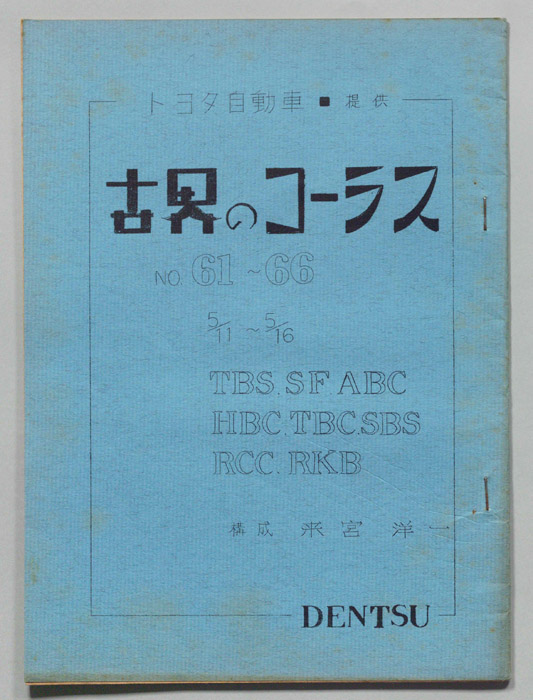 トヨタ自動車 ■ 提供
世界のコーラス
NO. 61~66
5/11 ~ 5/16
TBS.SF.ABC
HBC.TBC.SBS
RCC.RKB
構成 来宮洋一
DENTSU